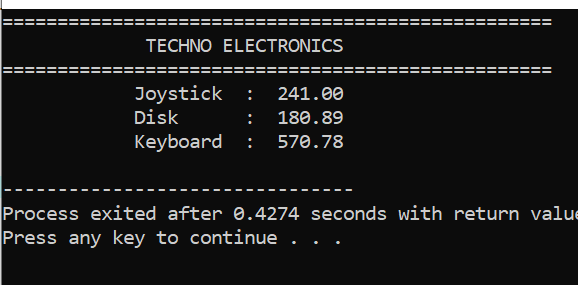 ==================================================
TECHNO ELECTRONICS
==================================================
Joystick : 241.00
Disk : 180.89
Keyboard : 570.78
--------------------------------
Process exited after 0.4274 seconds with return value
Press any key to continue . . .